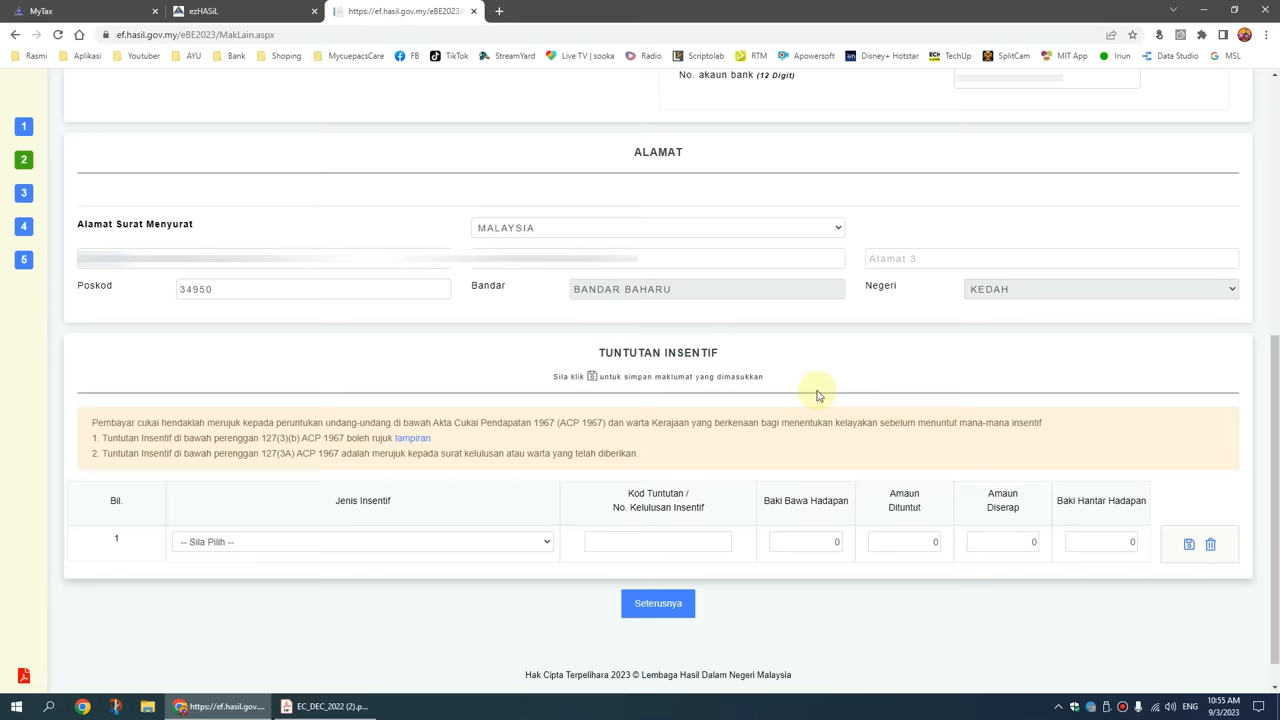 MyTax
ezHASiL
https://ef.hasil.gov.my/eBE2023/
ef.hasil.gov.my/eBE2023/MakLain.aspx
Rasmi
Aplikasi
Youtuber
AYU
Bank
Shoping
MycuepacsCare
FB
TikTok
StreamYard
Live TV | sooka
Radio
Scriptolab
RTM
Apowersoft
Disney+ Hotstar
TechUp
SplitCam
MIT App
Iriun
Data Studio
MSL
No. akaun bank (12 Digit)
1
2
3
4
5
ALAMAT
Alamat Surat Menyurat
MALAYSIA
Alamat 3
Poskod
34950
Bandar
BANDAR BAHARU
Negeri
KEDAH
TUNTUTAN INSENTIF
Sila klik untuk simpan maklumat yang dimasukkan
Pembayar cukai hendaklah merujuk kepada peruntukan undang-undang di bawah Akta Cukai Pendapatan 1967 (ACP 1967) dan warta Kerajaan yang berkenaan bagi menentukan kelayakan sebelum menuntut mana-mana insentif
1. Tuntutan Insentif di bawah perenggan 127(3)(b) ACP 1967 boleh rujuk lampiran
2. Tuntutan Insentif di bawah perenggan 127(3A) ACP 1967 adalah merujuk kepada surat kelulusan atau warta yang telah diberikan.
Bil.
Jenis Insentif
Kod Tuntutan /
No. Kelulusan Insentif
Baki Bawa Hadapan
Amaun
Dituntut
Amaun
Diserap
Baki Hantar Hadapan
1
-- Sila Pilih --
0
0
0
0
Seterusnya
Hak Cipta Terpelihara 2023 © Lembaga Hasil Dalam Negeri Malaysia
https://ef.hasil.gov....
EC_DEC_2022 (2).p...
ENG
10:55 AM
9/3/2023